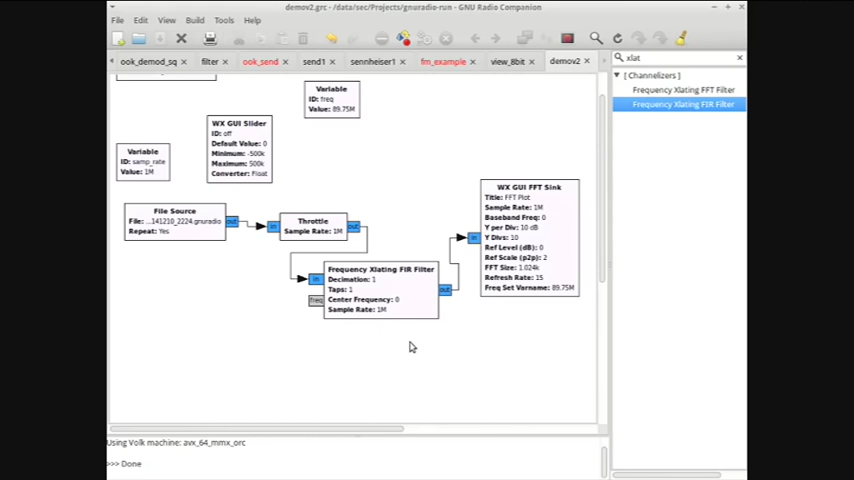 demov2.grc - /data/sec/Projects/gnuradio-run - GNU Radio Companion
File Edit View Build Tools Help
ook_demod_sq filter ook_send send1 sennheiser1 fm_example view_8bit demov2
xlat
[ Channelizers ]
Frequency Xlating FFT Filter
Frequency Xlating FIR Filter
Variable
ID: freq
Value: 89.75M
WX GUI Slider
ID: off
Default Value: 0
Minimum: -500k
Maximum: 500k
Converter: Float
Variable
ID: samp_rate
Value: 1M
File Source
File: ...141210_2224.gnuradio
Repeat: Yes
out
in
Throttle
Sample Rate: 1M
out
in
freq
Frequency Xlating FIR Filter
Decimation: 1
Taps: 1
Center Frequency: 0
Sample Rate: 1M
out
in
WX GUI FFT Sink
Title: FFT Plot
Sample Rate: 1M
Baseband Freq: 0
Y per Div: 10 dB
Y Divs: 10
Ref Level (dB): 0
Ref Scale (p2p): 2
FFT Size: 1.024k
Refresh Rate: 15
Freq Set Varname: 89.75M
Using Volk machine: avx_64_mmx_orc
>>> Done